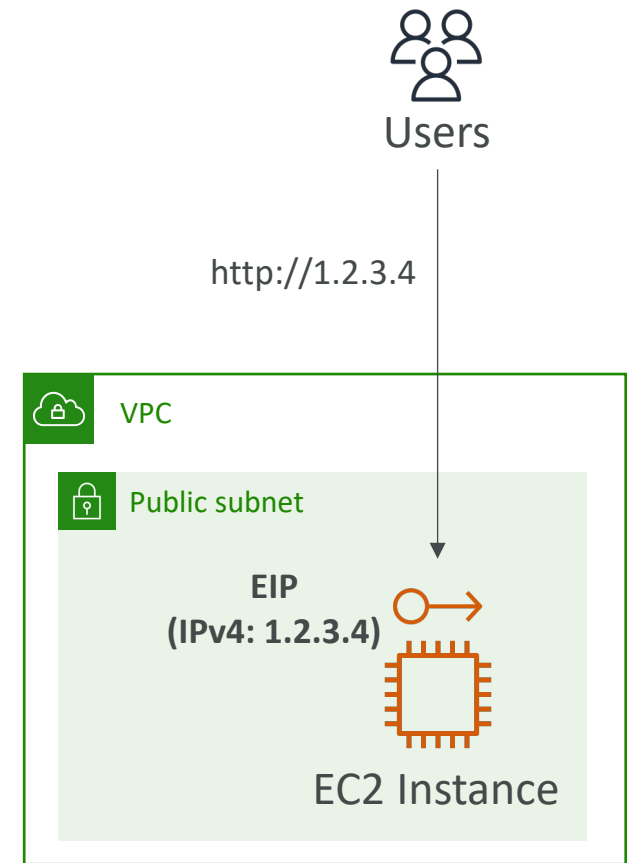 Users
http://1.2.3.4
VPC
Public subnet
EIP
(IPv4: 1.2.3.4)
EC2 Instance